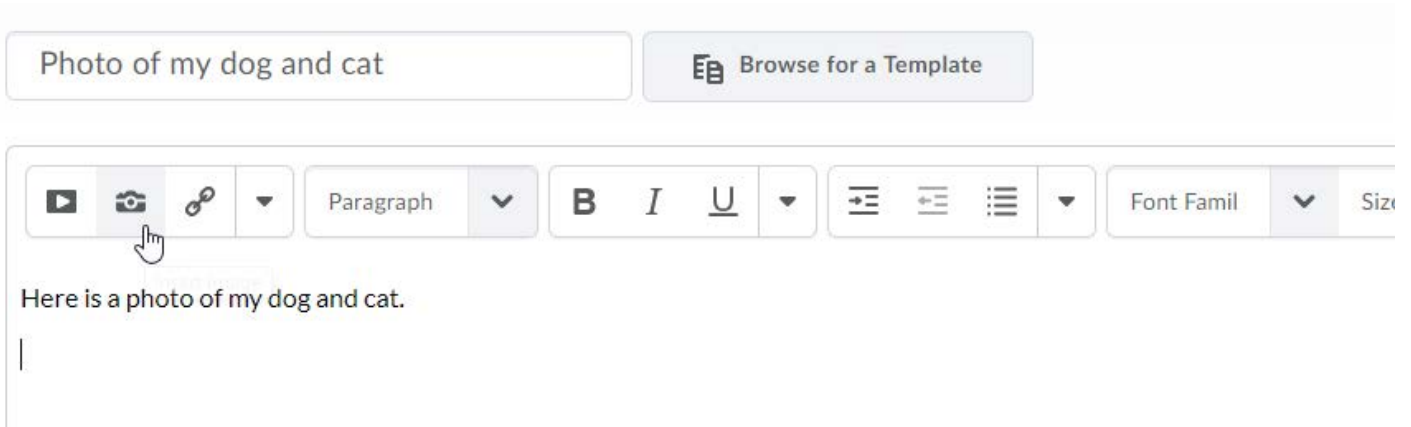 Photo of my dog and cat
Browse for a Template
Paragraph
B I U
Font Famil
Siz
Here is a photo of my dog and cat.